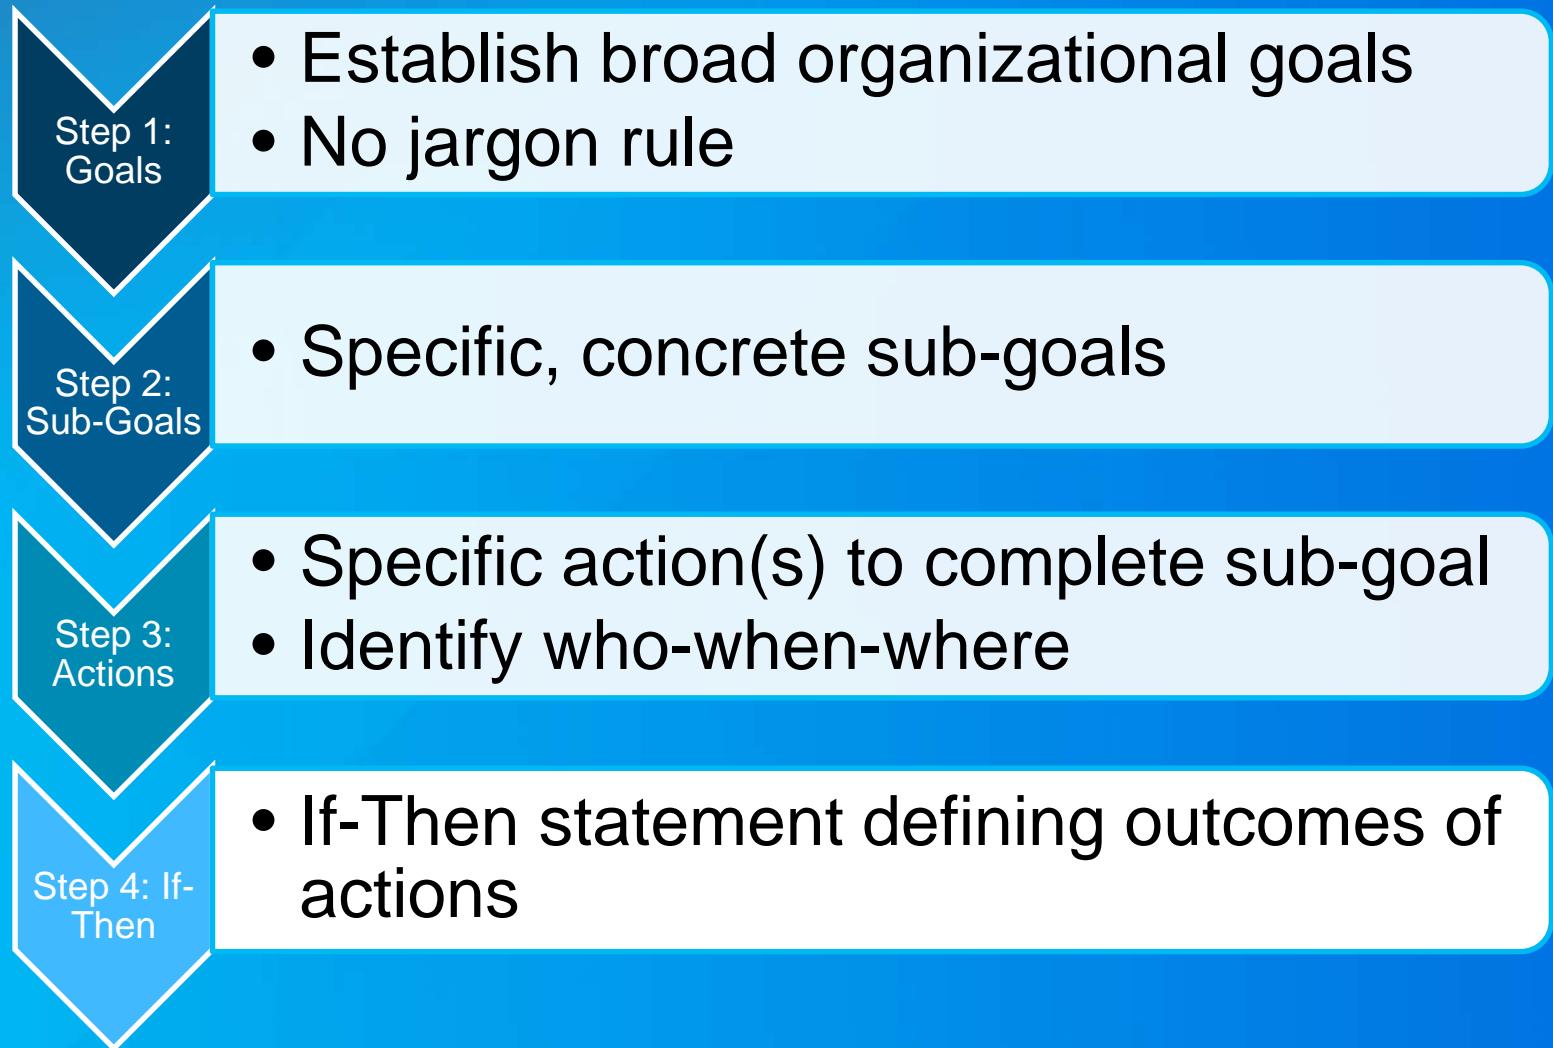 Step 1:
Goals
• Establish broad organizational goals
• No jargon rule
Step 2:
Sub-Goals
• Specific, concrete sub-goals
Step 3:
Actions
• Specific action(s) to complete sub-goal
• Identify who-when-where
Step 4: If-
Then
• If-Then statement defining outcomes of
actions